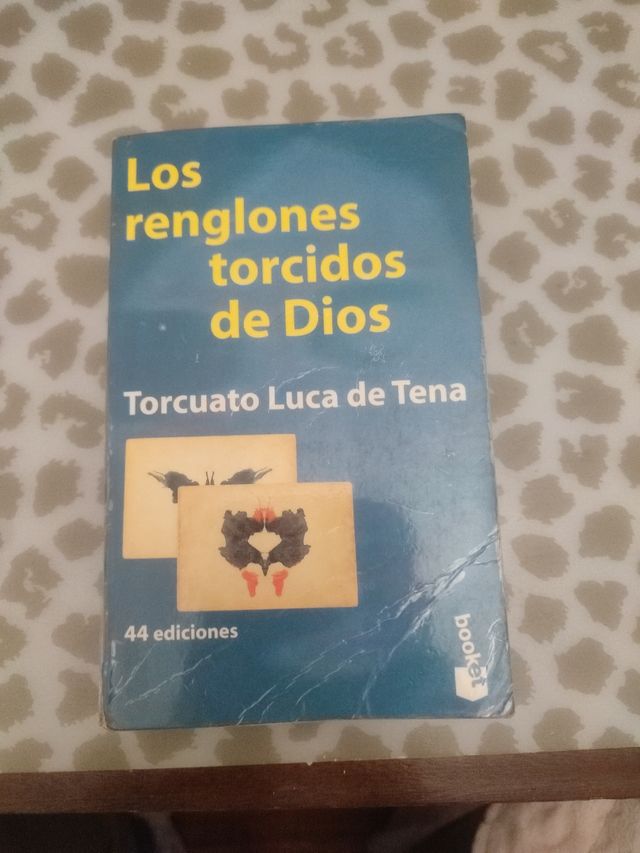 Los
renglones
torcidos
de Dios
Torcuato Luca de Tena
44 ediciones
booket